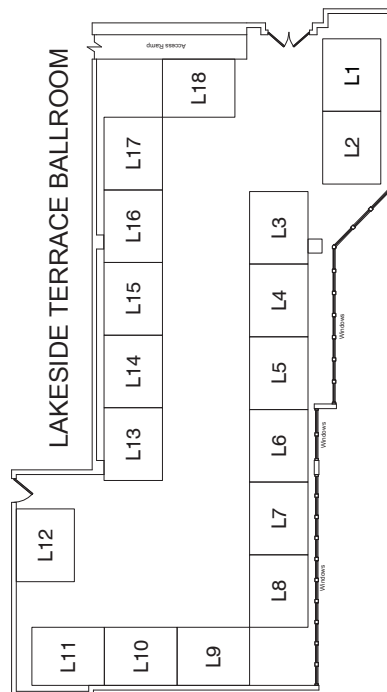 LAKESIDE TERRACE BALLROOM
Access Ramp
L18
L17
L16
L15
L14
L13
L12
L11
L10
L9
L8
L7
L6
L5
L4
L3
L2
L1
Windows
Windows
Windows